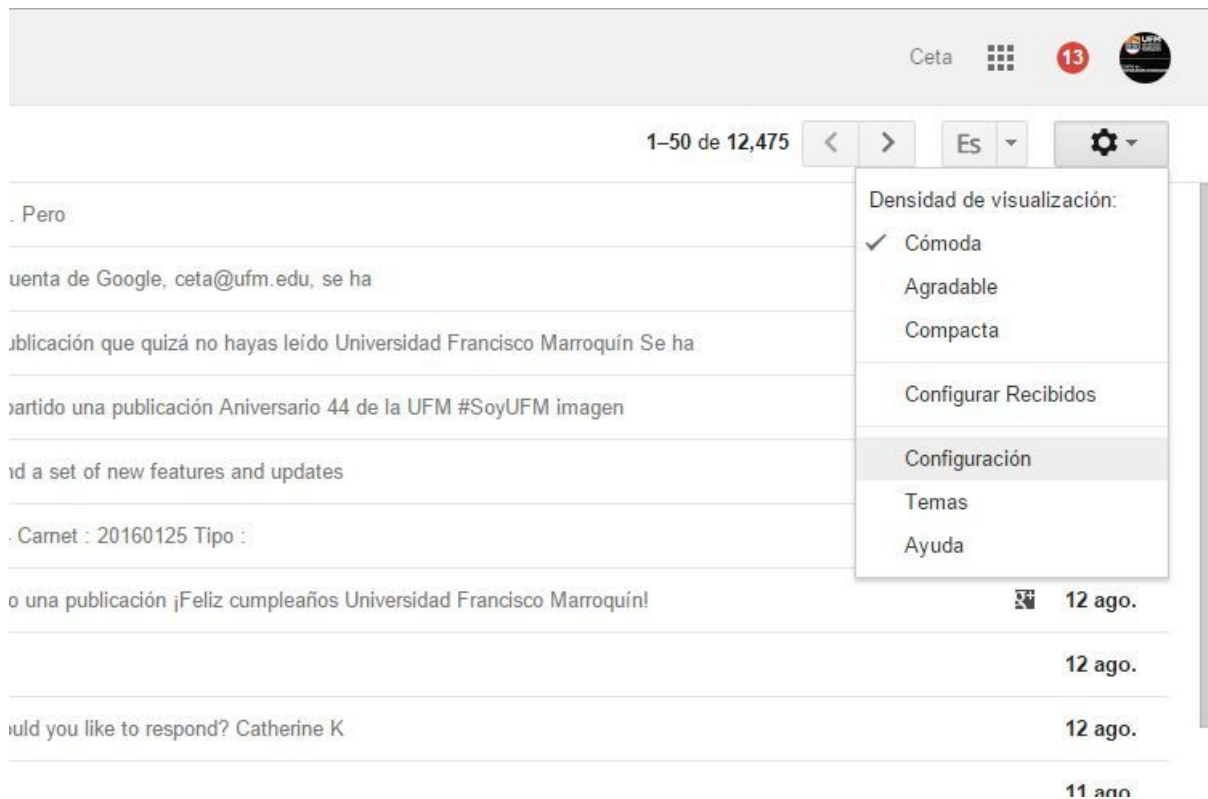 Ceta 13 UFM
1–50 de 12,475 Es
Densidad de visualización:
. Pero
Cómoda
uenta de Google, ceta@ufm.edu, se ha
Agradable
Compacta
ublicación que quizá no hayas leído Universidad Francisco Marroquín Se ha
Configurar Recibidos
partido una publicación Aniversario 44 de la UFM #SoyUFM imagen
Configuración
nd a set of new features and updates
Temas
Carnet : 20160125 Tipo :
Ayuda
o una publicación ¡Feliz cumpleaños Universidad Francisco Marroquín! 12 ago.
12 ago.
ould you like to respond? Catherine K 12 ago.
11 ago.